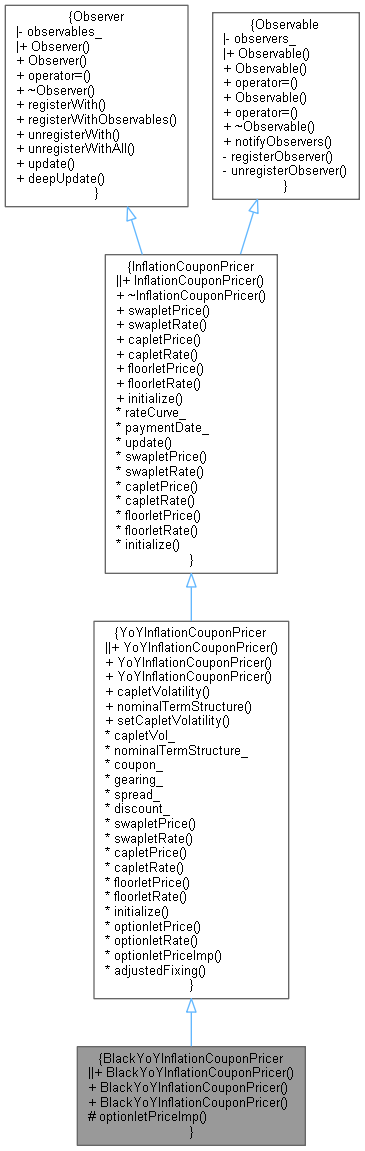 {Observer
|- observables_
|+ Observer()
+ Observer()
+ operator=()
+ ~Observer()
+ registerWith()
+ registerWithObservables()
+ unregisterWith()
+ unregisterWithAll()
+ update()
+ deepUpdate()
}
{Observable
|- observers_
|+ Observable()
+ Observable()
+ operator=()
+ Observable()
+ operator=()
+ ~Observable()
+ notifyObservers()
- registerObserver()
- unregisterObserver()
}
{InflationCouponPricer
||+ InflationCouponPricer()
+ ~InflationCouponPricer()
+ swapletPrice()
+ swapletRate()
+ capletPrice()
+ capletRate()
+ floorletPrice()
+ floorletRate()
+ initialize()
* rateCurve_
* paymentDate_
* update()
* swapletPrice()
* swapletRate()
* capletPrice()
* capletRate()
* floorletPrice()
* floorletRate()
* initialize()
}
{YoYInflationCouponPricer
||+ YoYInflationCouponPricer()
+ YoYInflationCouponPricer()
+ YoYInflationCouponPricer()
+ capletVolatility()
+ nominalTermStructure()
+ setCapletVolatility()
* capletVol_
* nominalTermStructure_
* coupon_
* gearing_
* spread_
* discount_
* swapletPrice()
* swapletRate()
* capletPrice()
* capletRate()
* floorletPrice()
* floorletRate()
* initialize()
* optionletPrice()
* optionletRate()
* optionletPriceImp()
* adjustedFixing()
}
{BlackYoYInflationCouponPricer
||+ BlackYoYInflationCouponPricer()
+ BlackYoYInflationCouponPricer()
+ BlackYoYInflationCouponPricer()
# optionletPriceImp()
}